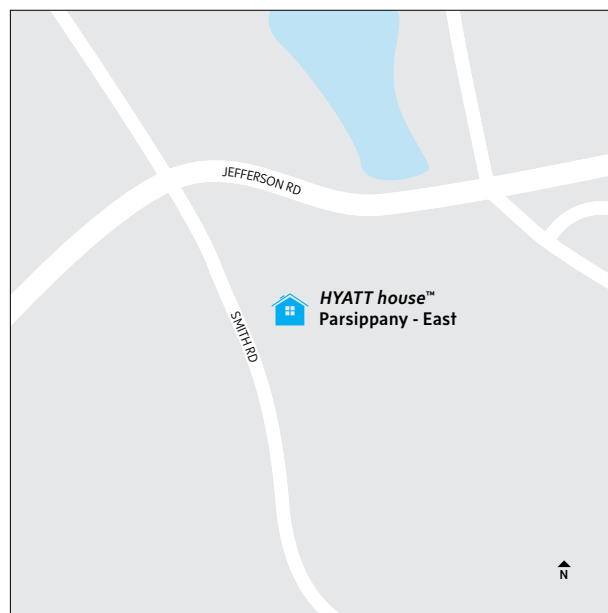 JEFFERSON RD
HYATT house™
Parsippany - East
SMITH RD
N